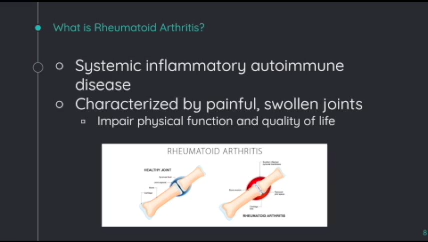 What is Rheumatoid Arthritis?
Systemic inflammatory autoimmune
disease
Characterized by painful, swollen joints
Impair physical function and quality of life
RHEUMATOID ARTHRITIS
HEALTHY JOINT
RHEUMATOID ARTHRITIS
8